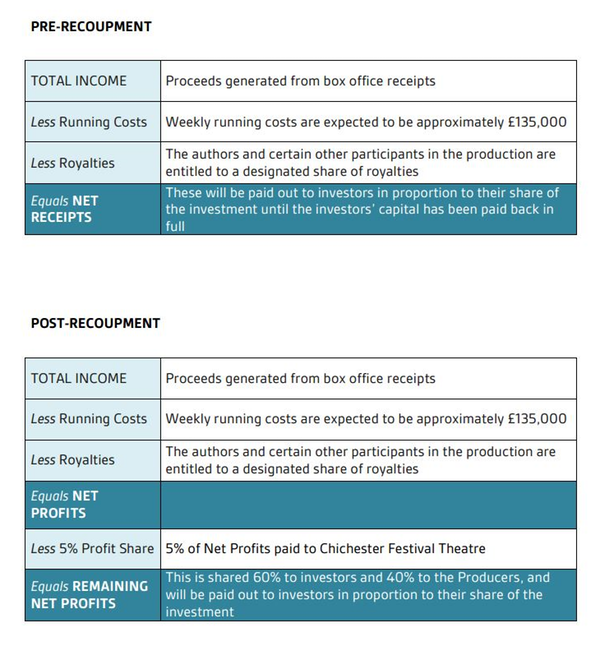 PRE-RECOUPMENT
TOTAL INCOME
Proceeds generated from box office receipts
Less Running Costs
Weekly running costs are expected to be approximately £135,000
Less Royalties
The authors and certain other participants in the production are
entitled to a designated share of royalties
Equals NET
RECEIPTS
These will be paid out to investors in proportion to their share of
the investment until the investors’ capital has been paid back in
full
POST-RECOUPMENT
TOTAL INCOME
Proceeds generated from box office receipts
Less Running Costs
Weekly running costs are expected to be approximately £135,000
Less Royalties
The authors and certain other participants in the production are
entitled to a designated share of royalties
Equals NET
PROFITS
Less 5% Profit Share
5% of Net Profits paid to Chichester Festival Theatre
Equals REMAINING
NET PROFITS
This is shared 60% to investors and 40% to the Producers, and
will be paid out to investors in proportion to their share of the
investment